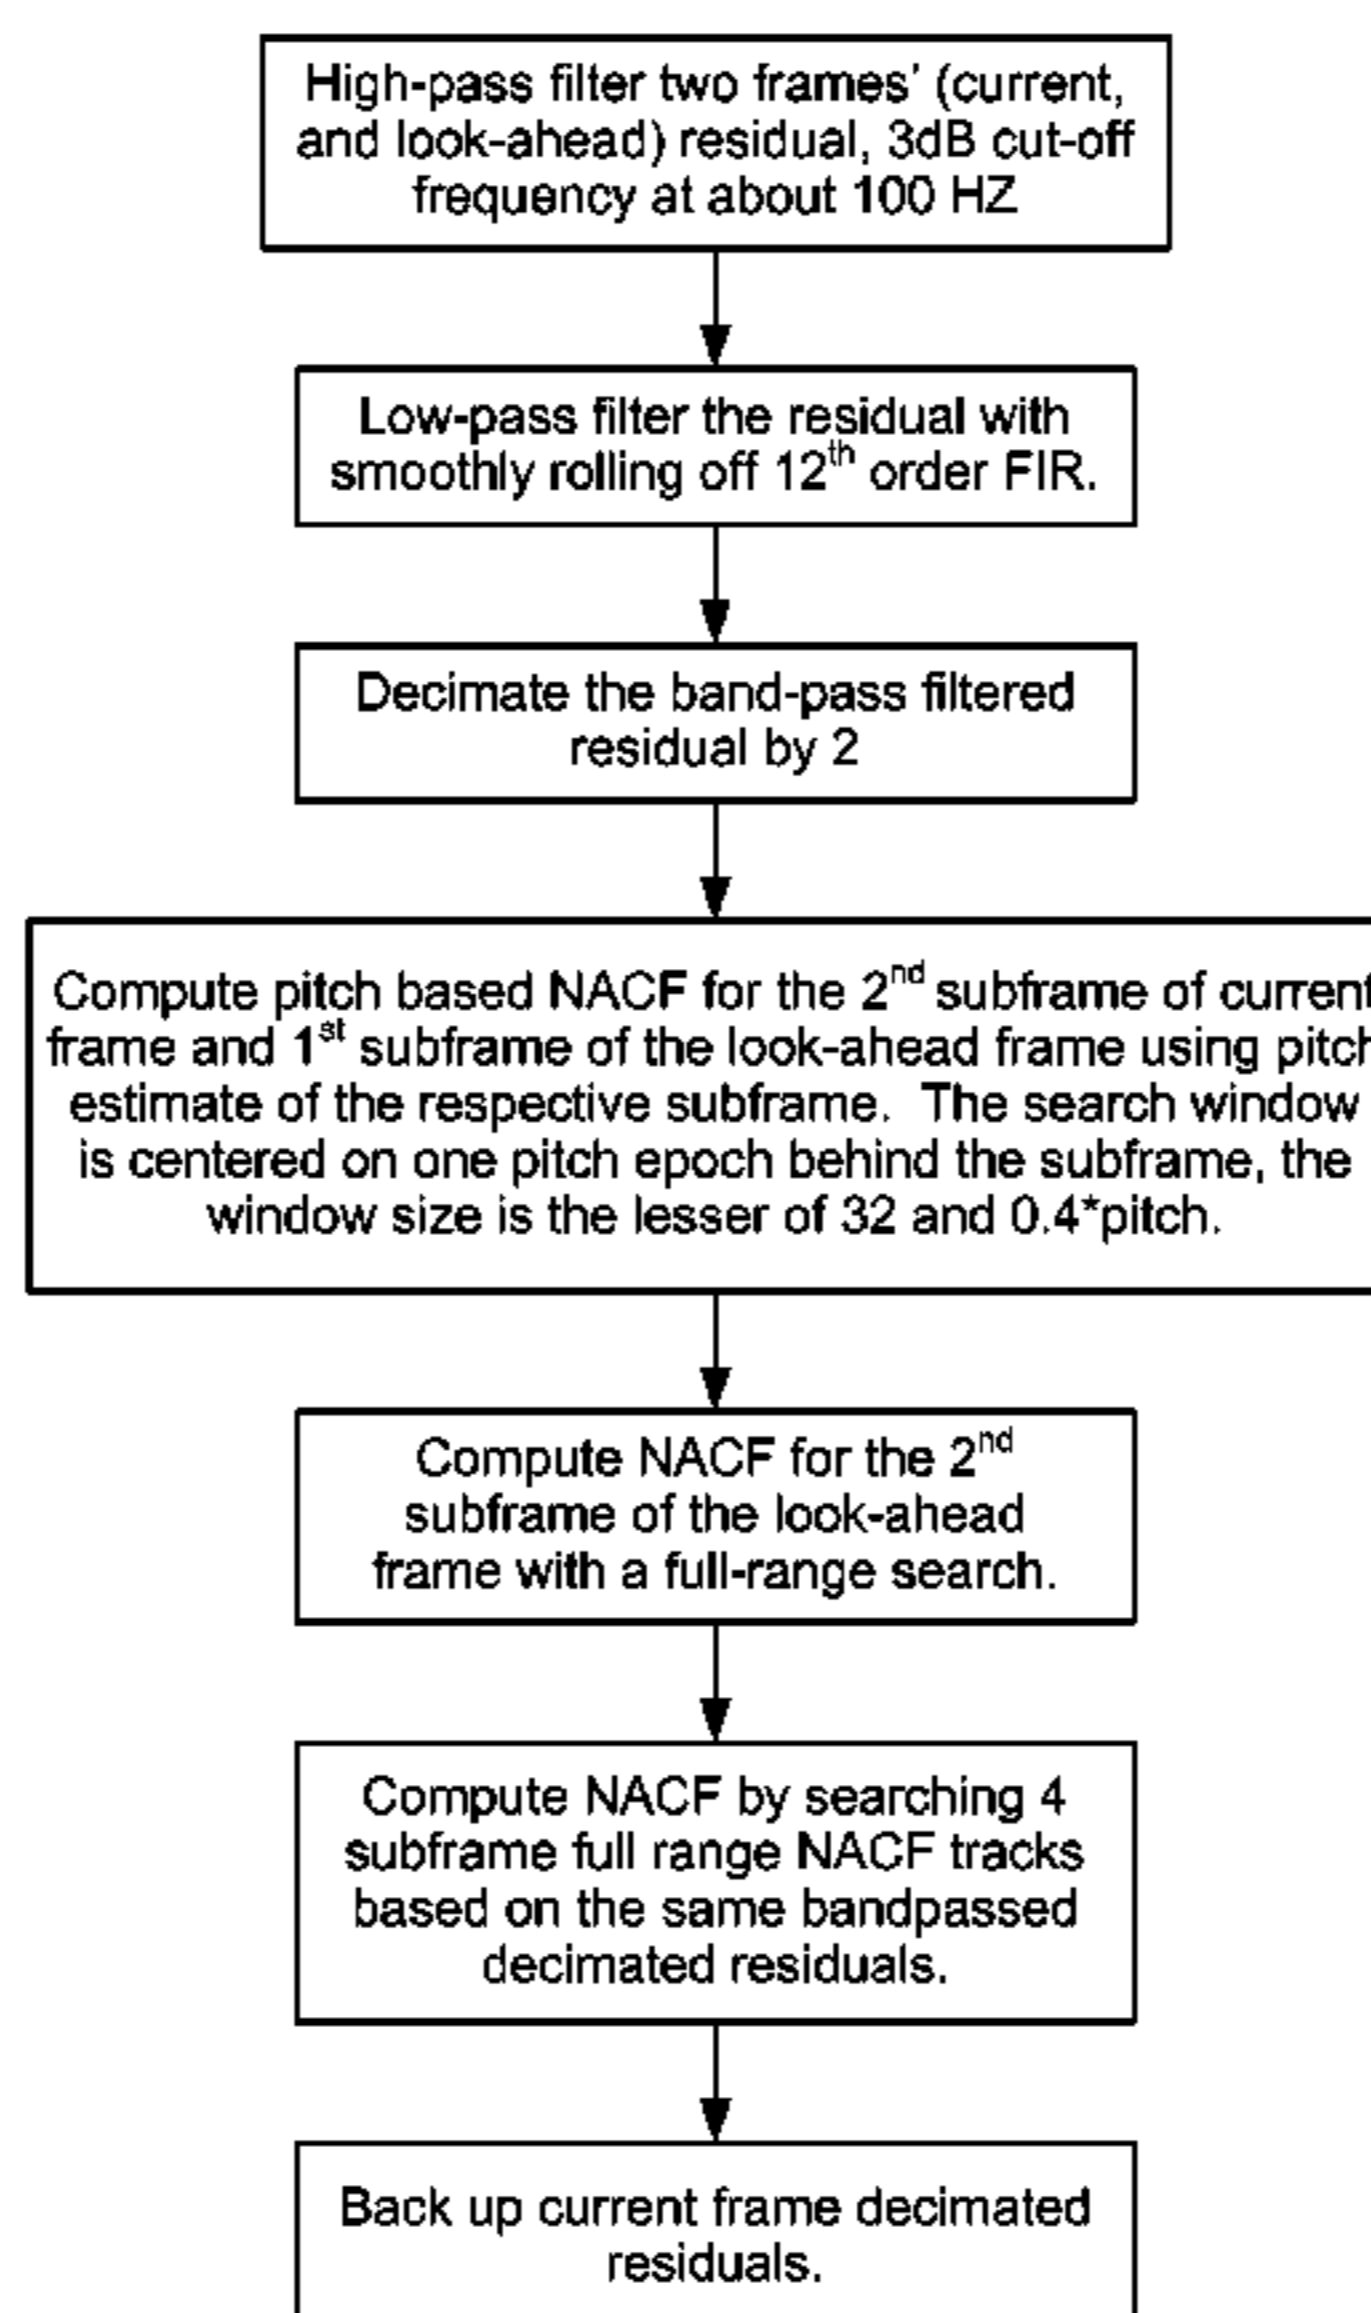 High-pass filter two frames' (current,
and look-ahead) residual, 3dB cut-off
frequency at about 100 HZ
Low-pass filter the residual with
smoothly rolling off 12th order FIR.
Decimate the band-pass filtered
residual by 2
Compute pitch based NACF for the 2nd subframe of current
frame and 1st subframe of the look-ahead frame using pitch
estimate of the respective subframe. The search window
is centered on one pitch epoch behind the subframe, the
window size is the lesser of 32 and 0.4*pitch.
Compute NACF for the 2nd
subframe of the look-ahead
frame with a full-range search.
Compute NACF by searching 4
subframe full range NACF tracks
based on the same bandpassed
decimated residuals.
Back up current frame decimated
residuals.